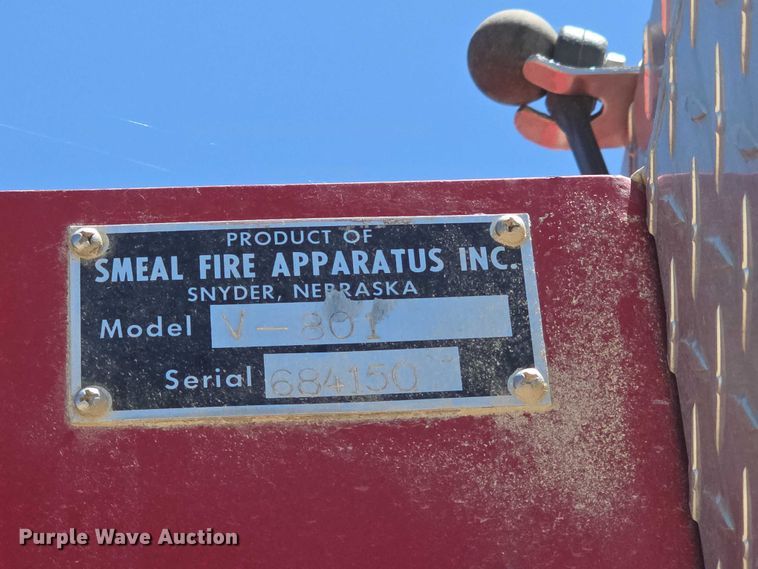 PRODUCT OF
SMEAL FIRE APPARATUS INC.
SNYDER, NEBRASKA
Model V-801
Serial 684150
Purple Wave Auction